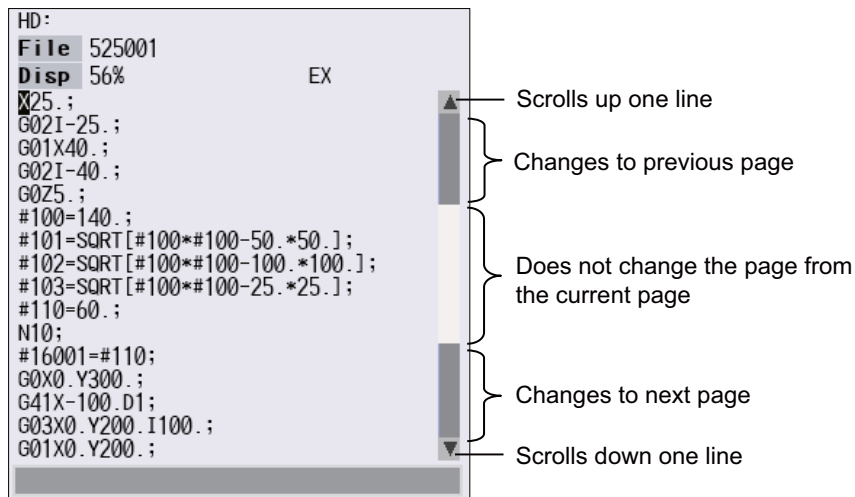 HD:
File 525001
Disp 56% EX
X25.;
G02I-25.;
G01X40.;
G02I-40.;
G0Z5.;
#100=140.;
#101=SQRT[#100*#100-50.*50.];
#102=SQRT[#100*#100-100.*100.];
#103=SQRT[#100*#100-25.*25.];
#110=60.;
N10;
#16001=#110;
G0X0.Y300.;
G41X-100.D1;
G03X0.Y200.I100.;
G01X0.Y200.;
Scrolls up one line
Changes to previous page
Does not change the page from
the current page
Changes to next page
Scrolls down one line